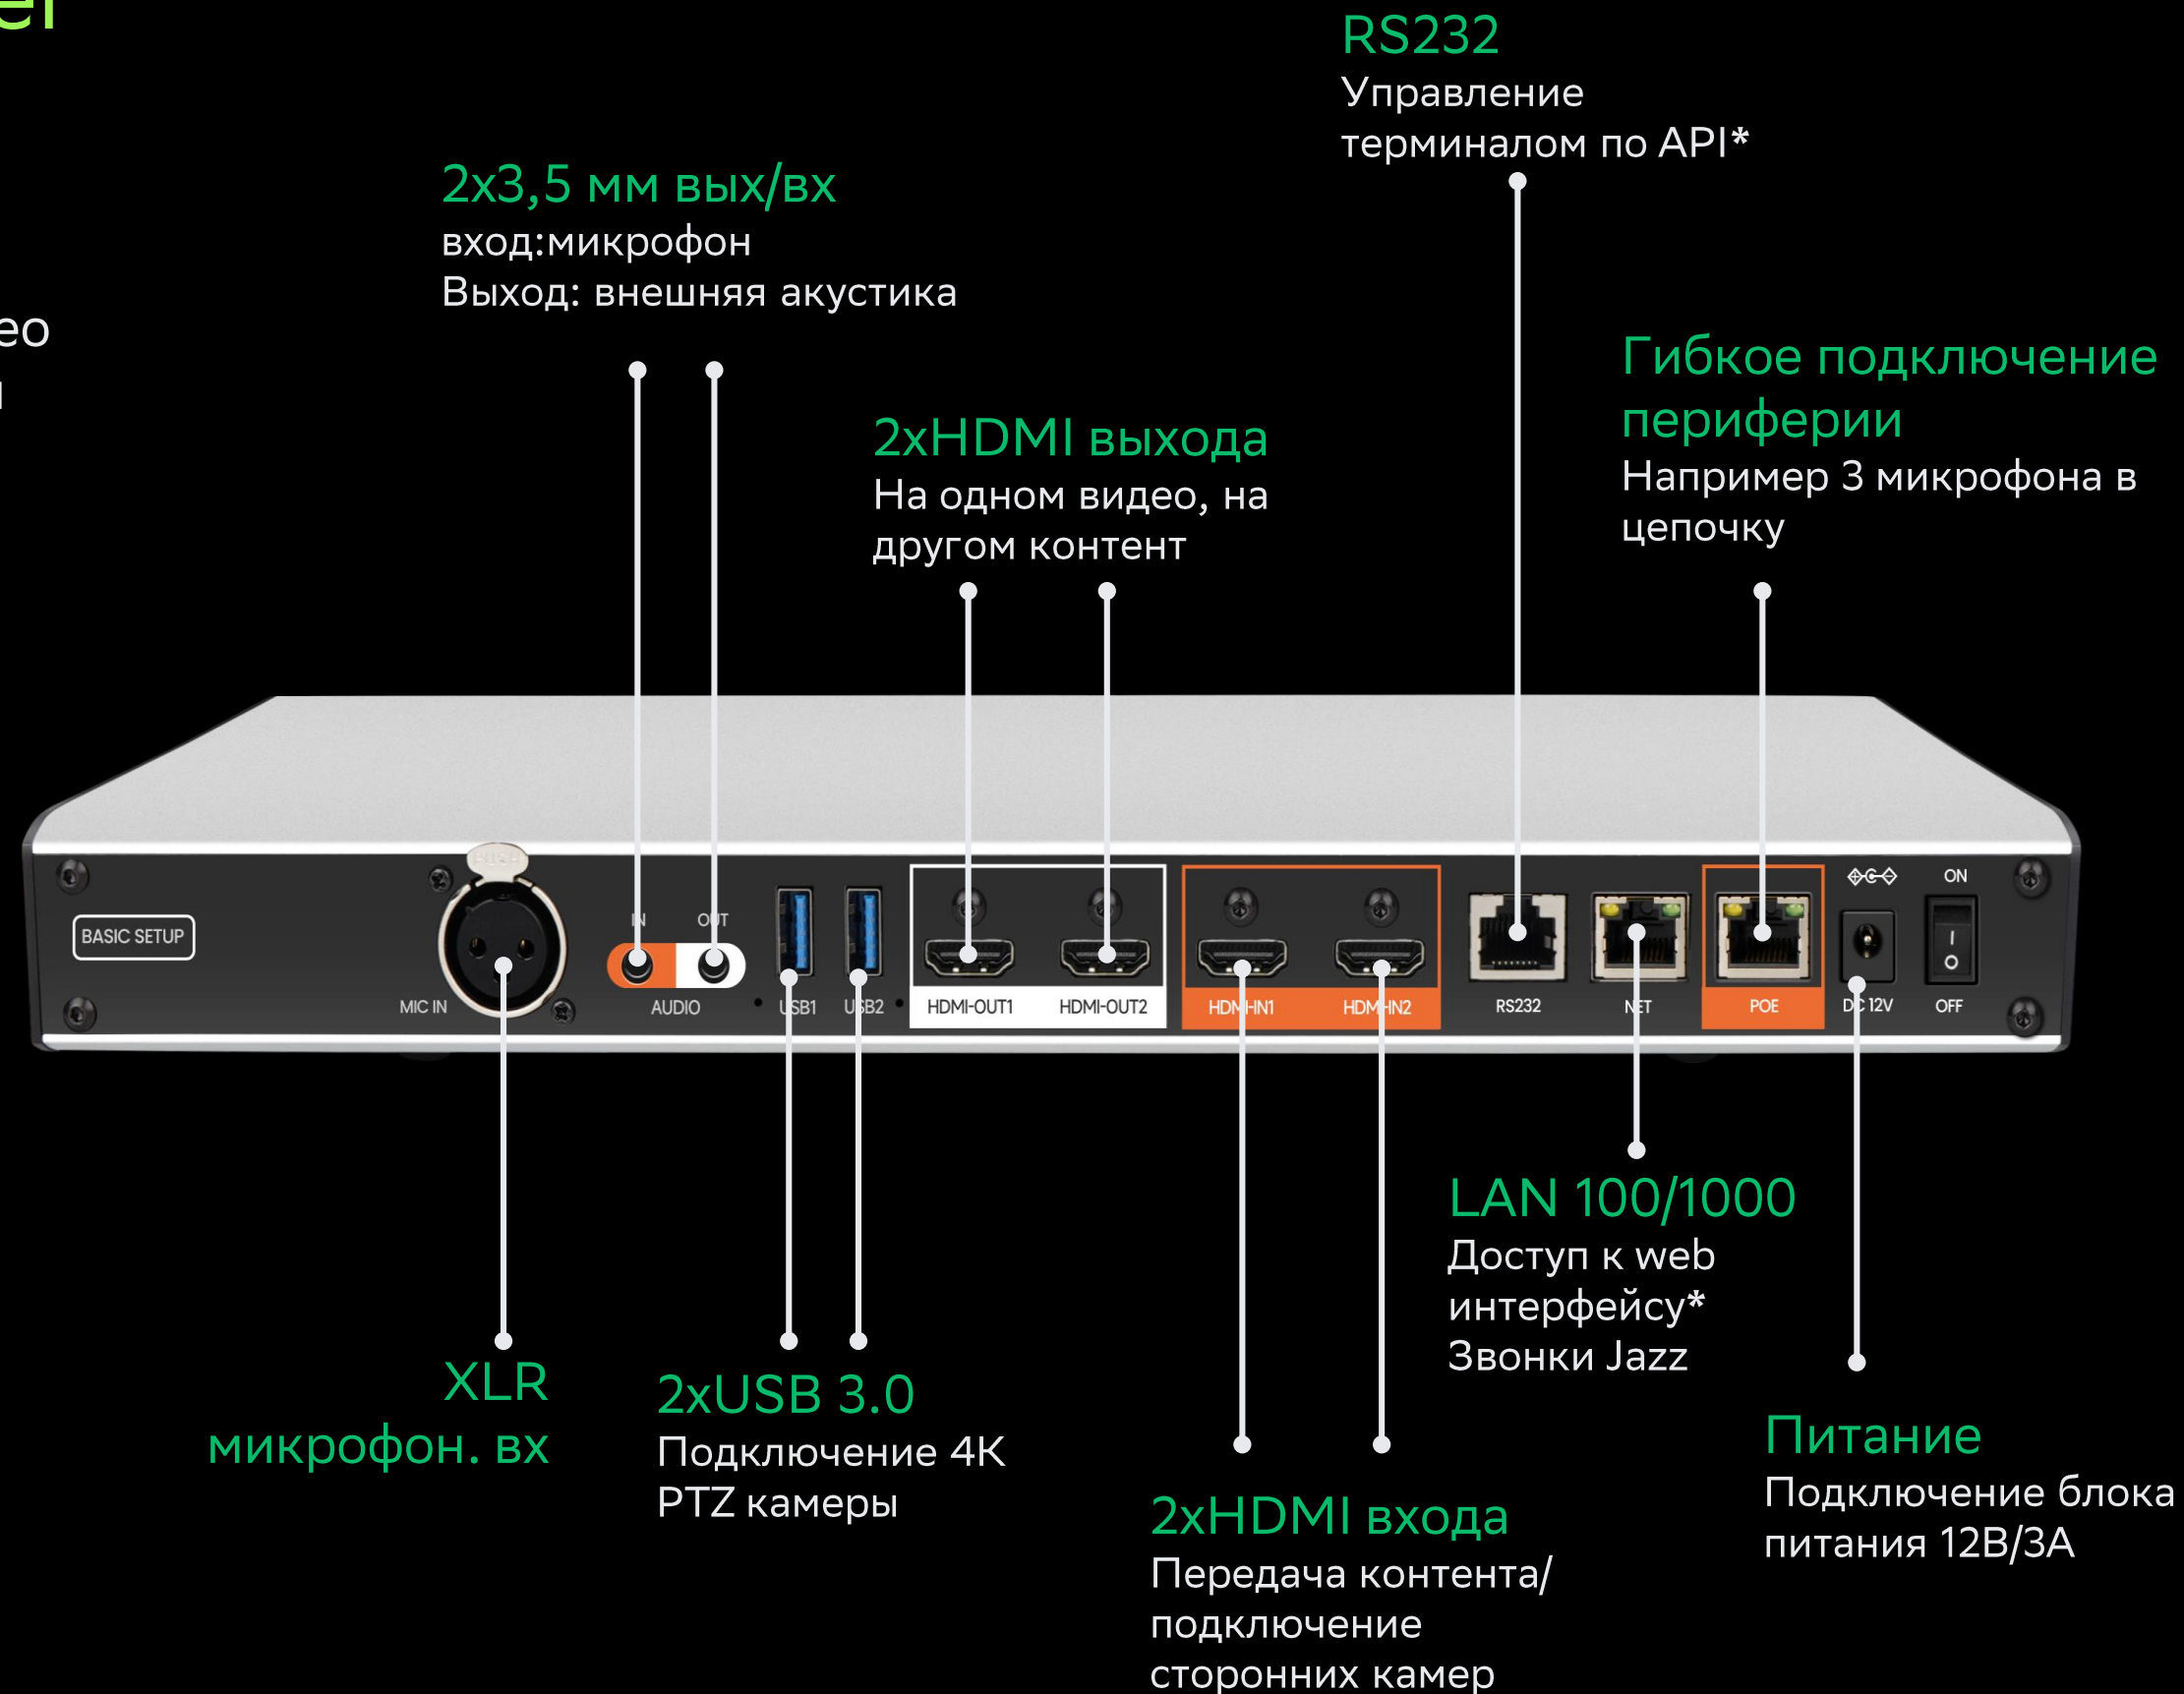 RS232
Управление
терминалом по API*
2x3,5 мм вых/вх
вход:микрофон
Выход: внешняя акустика
Гибкое подключение
периферии
Например 3 микрофона в
цепочку
2xHDMI выхода
На одном видео, на
другом контент
BASIC SETUP
PUSH
MIC IN
IN
OUT
AUDIO
USB1
USB2
HDMI-OUT1
HDMI-OUT2
HDMI-IN1
HDMI-IN2
RS232
NET
POE
DC 12V
ON
OFF
LAN 100/1000
Доступ к web
интерфейсу*
Звонки Jazz
XLR
микрофон. вх
2xUSB 3.0
Подключение 4K
PTZ камеры
2xHDMI входа
Передача контента/
подключение
сторонних камер
Питание
Подключение блока
питания 12В/3А